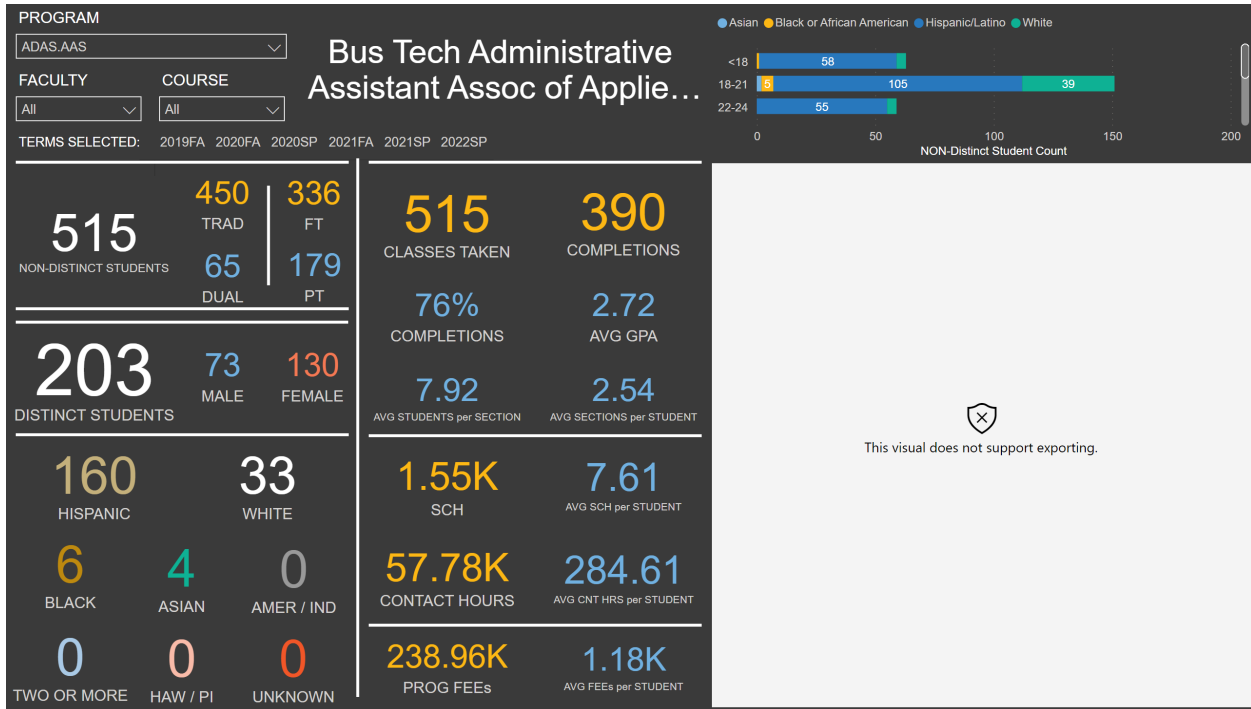 PROGRAM
ADAS.AAS
FACULTY COURSE
All All
TERMS SELECTED: 2019FA 2020FA 2020SP 2021FA 2021SP 2022SP
Bus Tech Administrative
Assistant Assoc of Applie…
Asian Black or African American Hispanic/Latino White
<18 58
18-21 5 105 39
22-24 55
0 50 100 150 200
NON-Distinct Student Count
515
NON-DISTINCT STUDENTS
450 336
TRAD FT
65 179
DUAL PT
203
DISTINCT STUDENTS
73 130
MALE FEMALE
160 33
HISPANIC WHITE
6 4 0
BLACK ASIAN AMER / IND
0 0 0
TWO OR MORE HAW / PI UNKNOWN
515 390
CLASSES TAKEN COMPLETIONS
76% 2.72
COMPLETIONS AVG GPA
7.92 2.54
AVG STUDENTS per SECTION AVG SECTIONS per STUDENT
1.55K 7.61
SCH AVG SCH per STUDENT
57.78K 284.61
CONTACT HOURS AVG CNT HRS per STUDENT
238.96K 1.18K
PROG FEEs AVG FEEs per STUDENT
This visual does not support exporting.